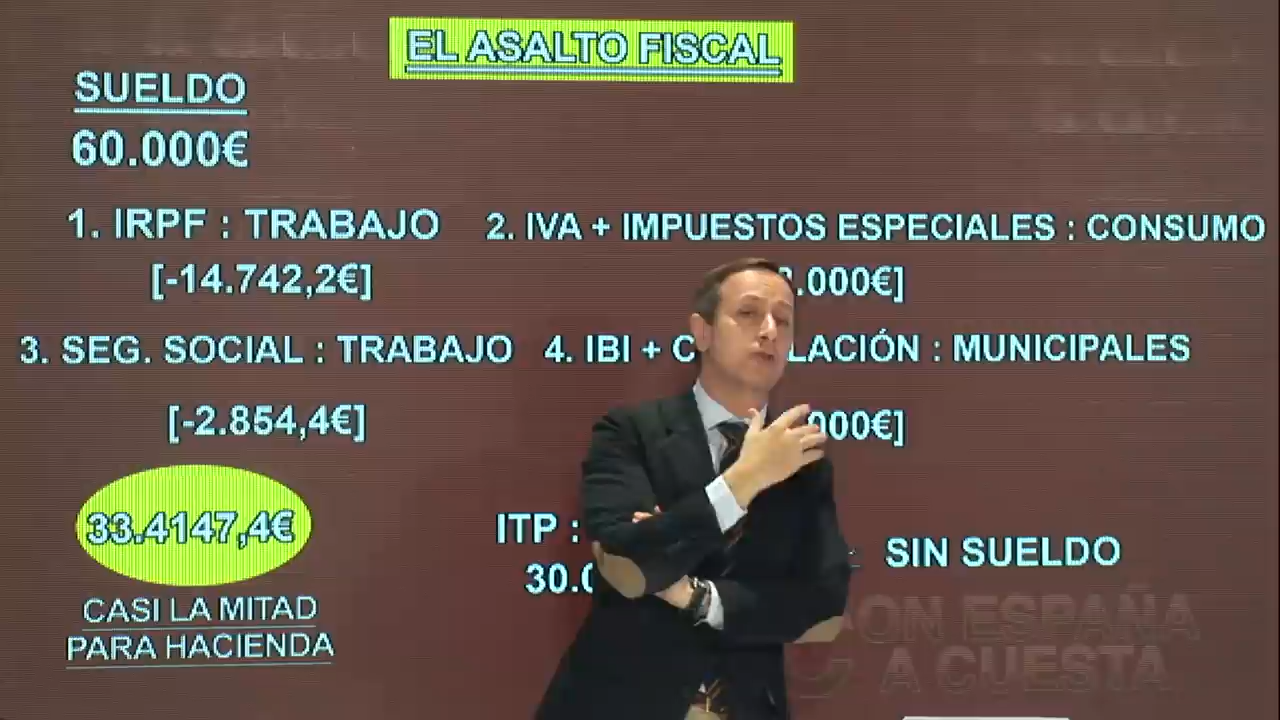 EL ASALTO FISCAL
SUELDO
60.000€
1. IRPF : TRABAJO
2. IVA + IMPUESTOS ESPECIALES : CONSUMO
[-14.742,2€]
.000€]
3. SEG. SOCIAL : TRABAJO
4. IBI + C LACIÓN : MUNICIPALES
[-2.854,4€]
000€]
33.4147,4€
ITP :
SIN SUELDO
30.0
CASI LA MITAD
PARA HACIENDA
ON ESPAÑA
A CUESTA